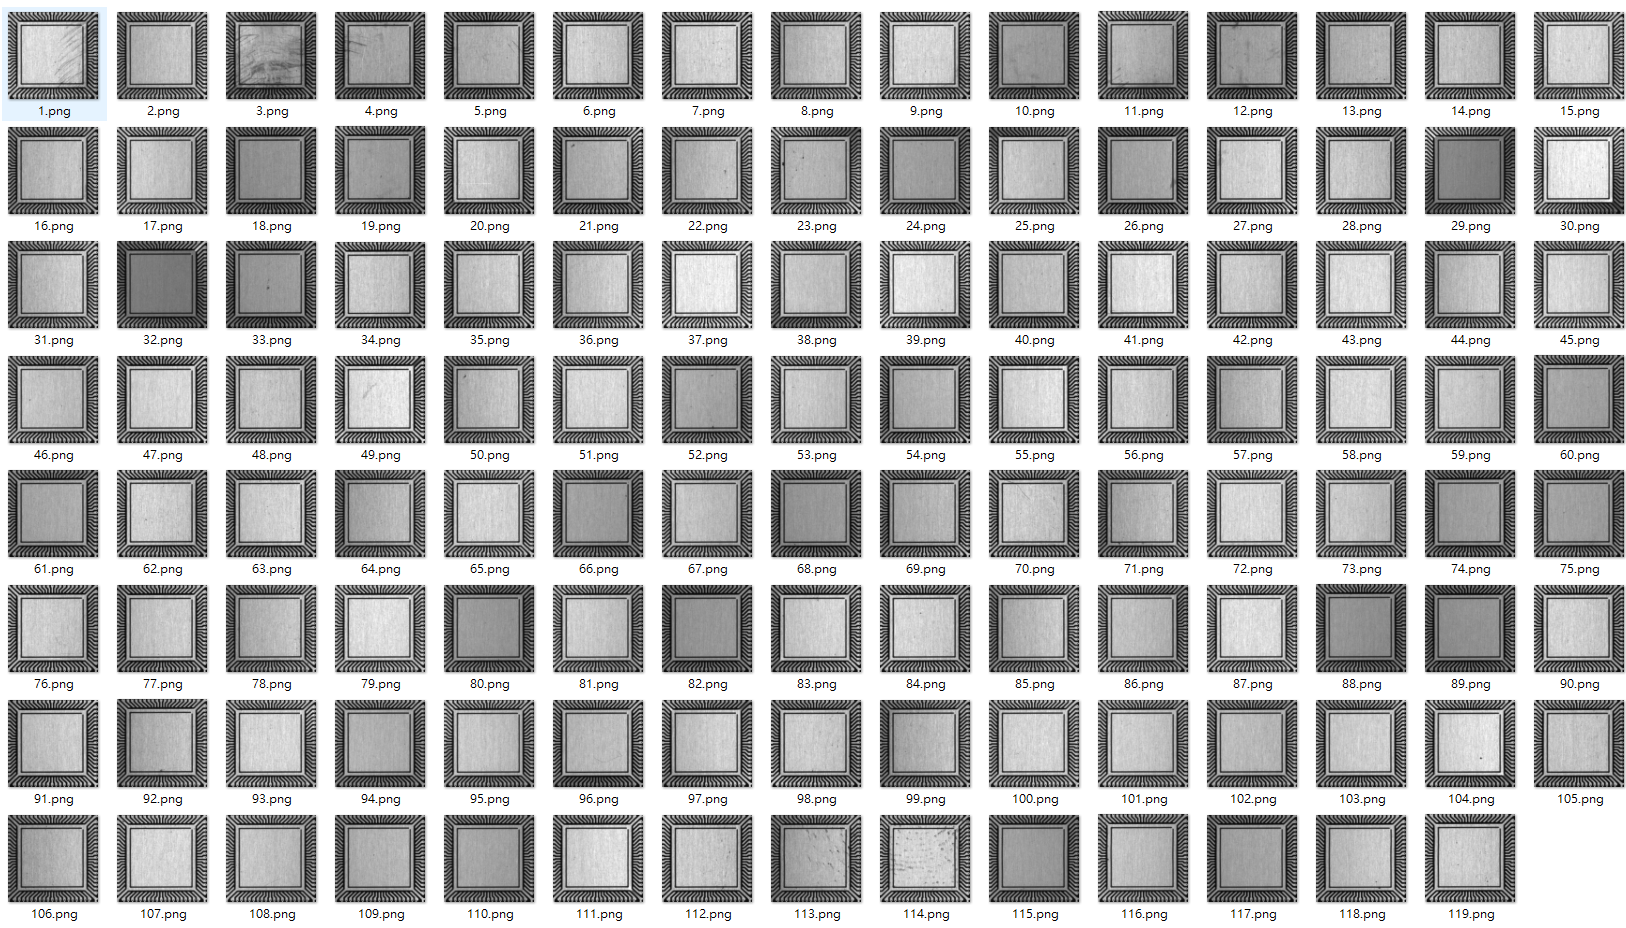 1.png 2.png 3.png 4.png 5.png 6.png 7.png 8.png 9.png 10.png 11.png 12.png 13.png 14.png 15.png
16.png 17.png 18.png 19.png 20.png 21.png 22.png 23.png 24.png 25.png 26.png 27.png 28.png 29.png 30.png
31.png 32.png 33.png 34.png 35.png 36.png 37.png 38.png 39.png 40.png 41.png 42.png 43.png 44.png 45.png
46.png 47.png 48.png 49.png 50.png 51.png 52.png 53.png 54.png 55.png 56.png 57.png 58.png 59.png 60.png
61.png 62.png 63.png 64.png 65.png 66.png 67.png 68.png 69.png 70.png 71.png 72.png 73.png 74.png 75.png
76.png 77.png 78.png 79.png 80.png 81.png 82.png 83.png 84.png 85.png 86.png 87.png 88.png 89.png 90.png
91.png 92.png 93.png 94.png 95.png 96.png 97.png 98.png 99.png 100.png 101.png 102.png 103.png 104.png 105.png
106.png 107.png 108.png 109.png 110.png 111.png 112.png 113.png 114.png 115.png 116.png 117.png 118.png 119.png